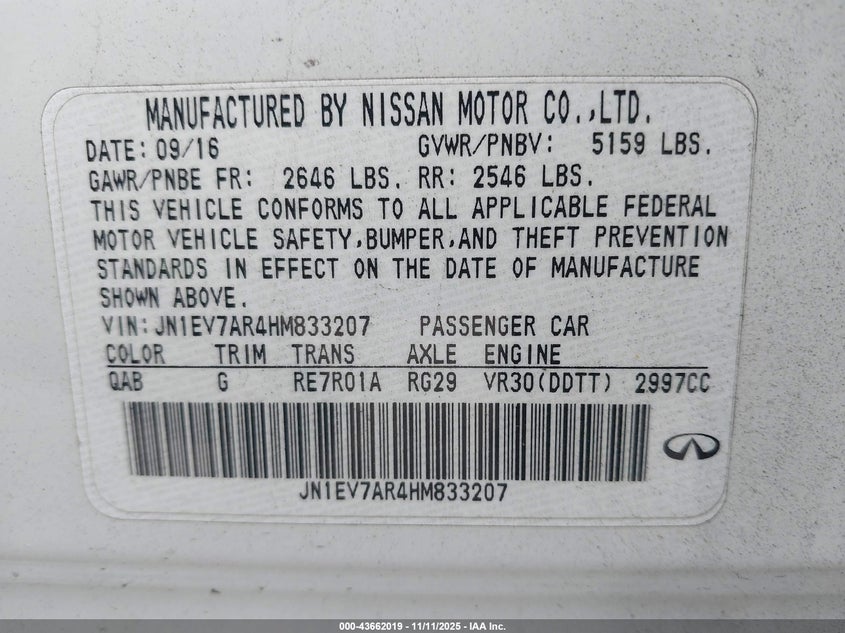 MANUFACTURED BY NISSAN MOTOR CO.,LTD.
DATE: 09/16 GVWR/PNBV: 5159 LBS.
GAWR/PNBE FR: 2646 LBS. RR: 2546 LBS.
THIS VEHICLE CONFORMS TO ALL APPLICABLE FEDERAL
MOTOR VEHICLE SAFETY,BUMPER,AND THEFT PREVENTION
STANDARDS IN EFFECT ON THE DATE OF MANUFACTURE
SHOWN ABOVE.
VIN:JN1EV7AR4HM833207 PASSENGER CAR
COLOR TRIM TRANS AXLE ENGINE
QAB G RE7R01A RG29 VR30(DDTT) 2997CC
JN1EV7AR4HM833207
000-43662019 - 11/11/2025 - IAA Inc.